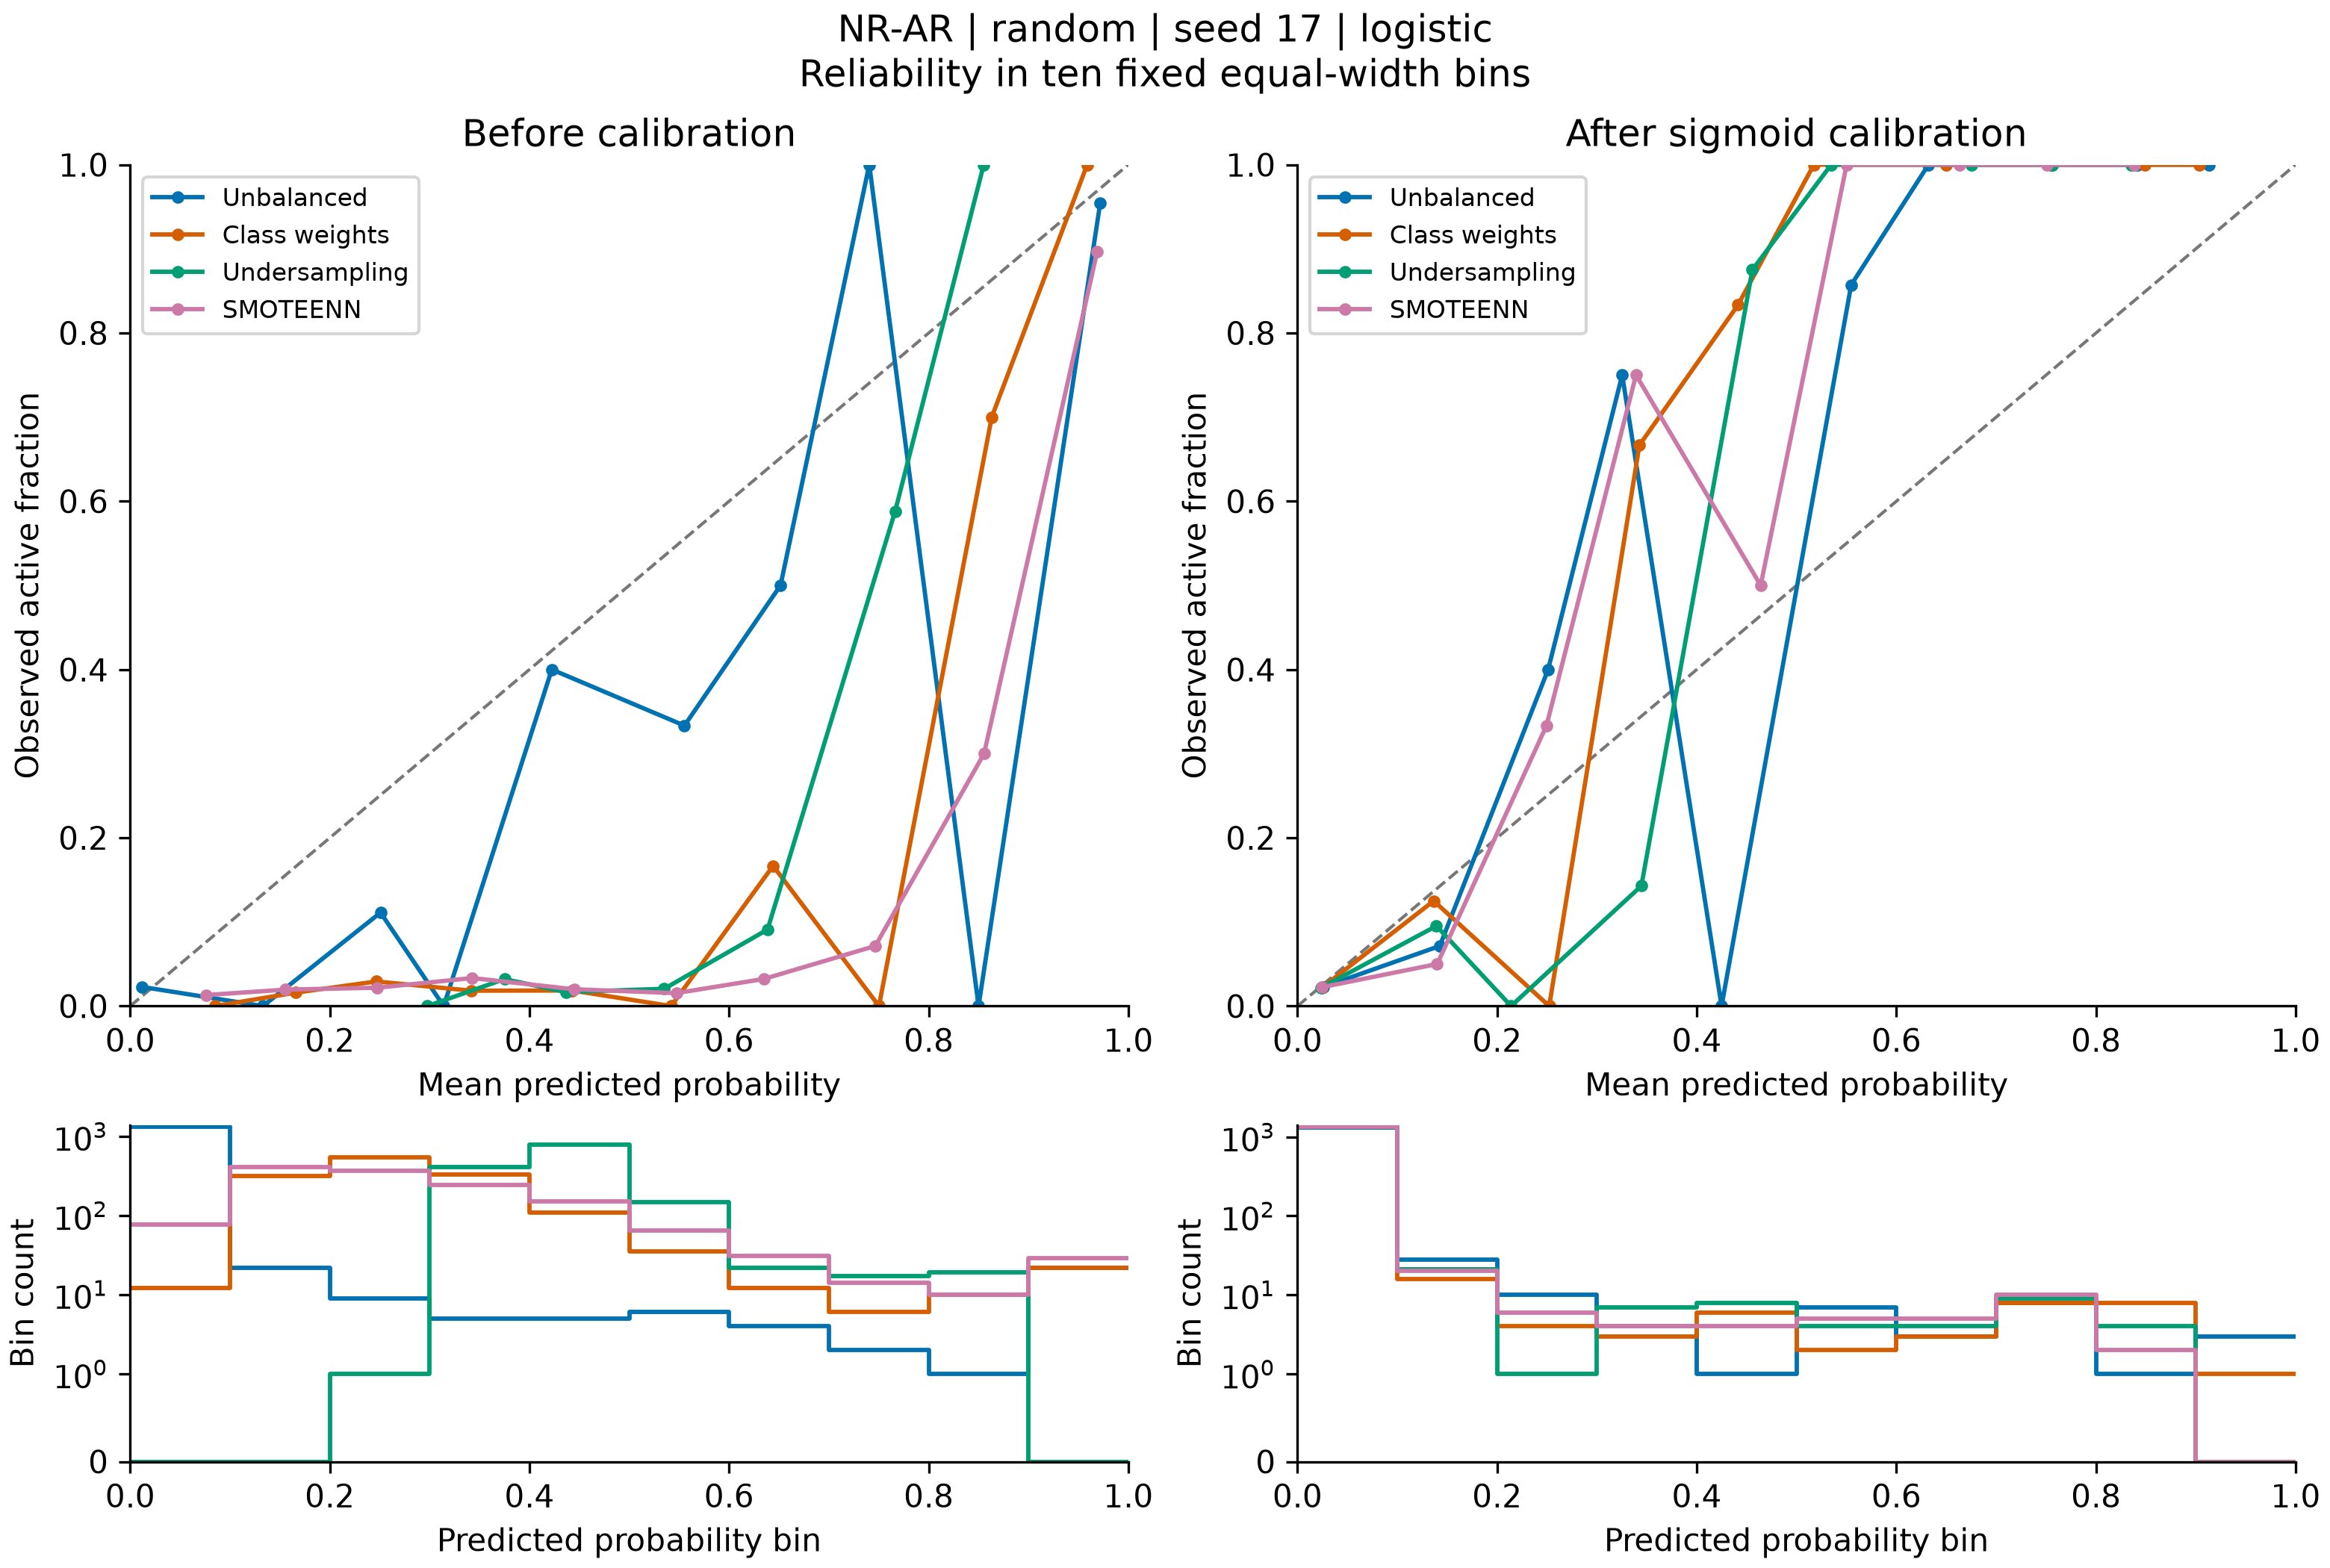 NR-AR | random | seed 17 | logistic
Reliability in ten fixed equal-width bins
Before calibration
1.0
0.8
0.6
0.4
0.2
0.0
Observed active fraction
Unbalanced
Class weights
Undersampling
SMOTEENN
0.0 0.2 0.4 0.6 0.8 1.0
Mean predicted probability
After sigmoid calibration
1.0
0.8
0.6
0.4
0.2
0.0
Observed active fraction
Unbalanced
Class weights
Undersampling
SMOTEENN
0.0 0.2 0.4 0.6 0.8 1.0
Mean predicted probability
10³
10²
10¹
10⁰
0
Bin count
0.0 0.2 0.4 0.6 0.8 1.0
Predicted probability bin
10³
10²
10¹
10⁰
0
Bin count
0.0 0.2 0.4 0.6 0.8 1.0
Predicted probability bin